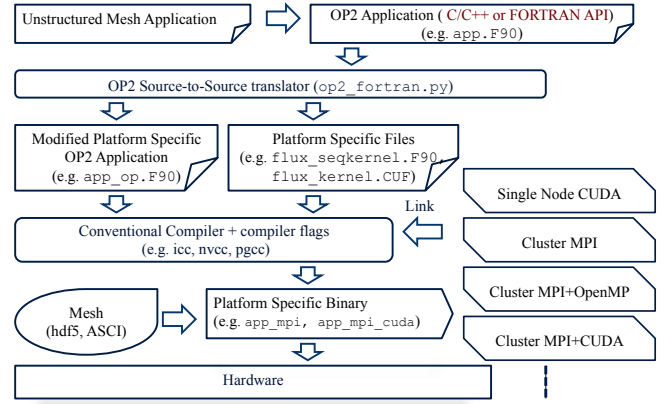 Unstructured Mesh Application
OP2 Application ( C/C++ or FORTRAN API)
(e.g. app.F90)
OP2 Source-to-Source translator (op2_fortran.py)
Modified Platform Specific
OP2 Application
(e.g. app_op.F90)
Platform Specific Files
(e.g. flux_seqkernel.F90,
flux_kernel.CUF)
Link
Conventional Compiler + compiler flags
(e.g. icc, nvcc, pgcc)
Single Node CUDA
Cluster MPI
Cluster MPI+OpenMP
Cluster MPI+CUDA
Mesh
(hdf5, ASCI)
Platform Specific Binary
(e.g. app_mpi, app_mpi_cuda)
Hardware